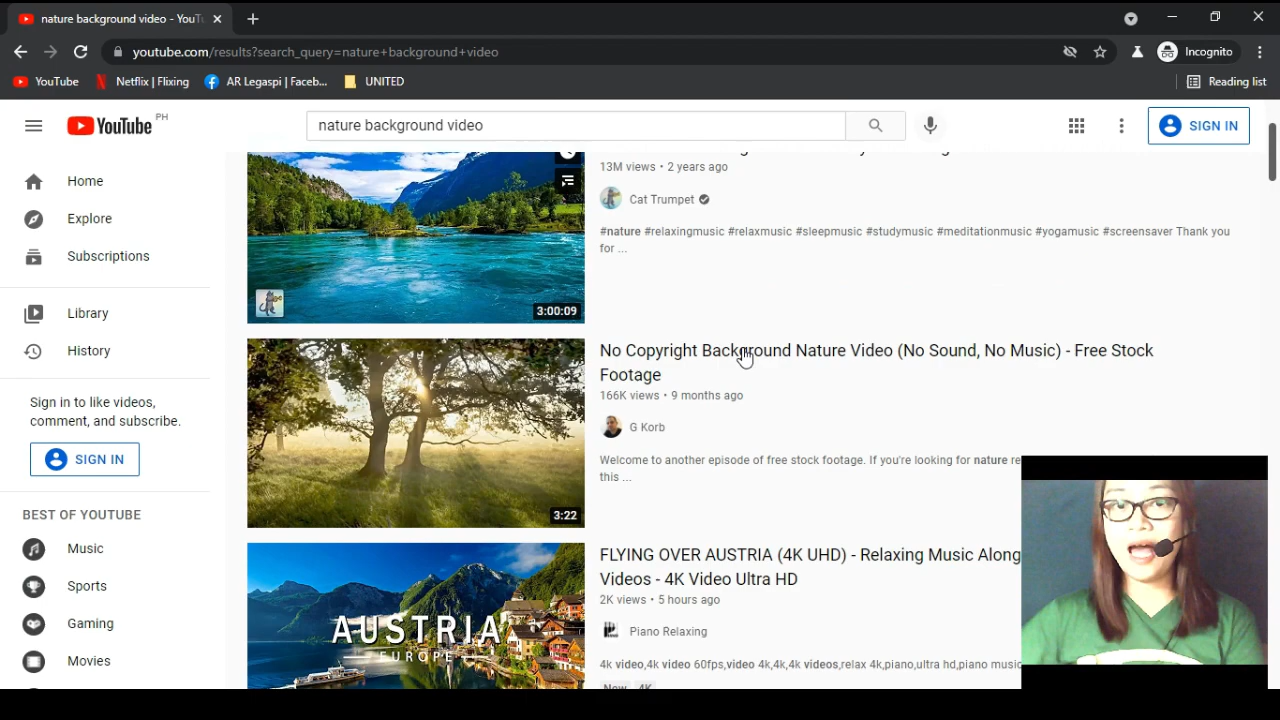 nature background video - YouTu
youtube.com/results?search_query=nature+background+video
Incognito
YouTube
Netflix | Flixing
AR Legaspi | Faceb...
UNITED
Reading list
YouTube PH
nature background video
SIGN IN
Home
Explore
Subscriptions
Library
History
Sign in to like videos,
comment, and subscribe.
SIGN IN
BEST OF YOUTUBE
Music
Sports
Gaming
Movies
3:00:09
13M views • 2 years ago
Cat Trumpet
#nature #relaxingmusic #relaxmusic #sleepmusic #studymusic #meditationmusic #yogamusic #screensaver Thank you
for ...
3:22
No Copyright Background Nature Video (No Sound, No Music) - Free Stock
Footage
166K views • 9 months ago
G Korb
Welcome to another episode of free stock footage. If you're looking for nature re
this ...
AUSTRIA
EUROPE
FLYING OVER AUSTRIA (4K UHD) - Relaxing Music Along
Videos - 4K Video Ultra HD
2K views • 5 hours ago
Piano Relaxing
4k video,4k video 60fps,video 4k,4k videos,relax 4k,piano,ultra hd,piano music
New 4K